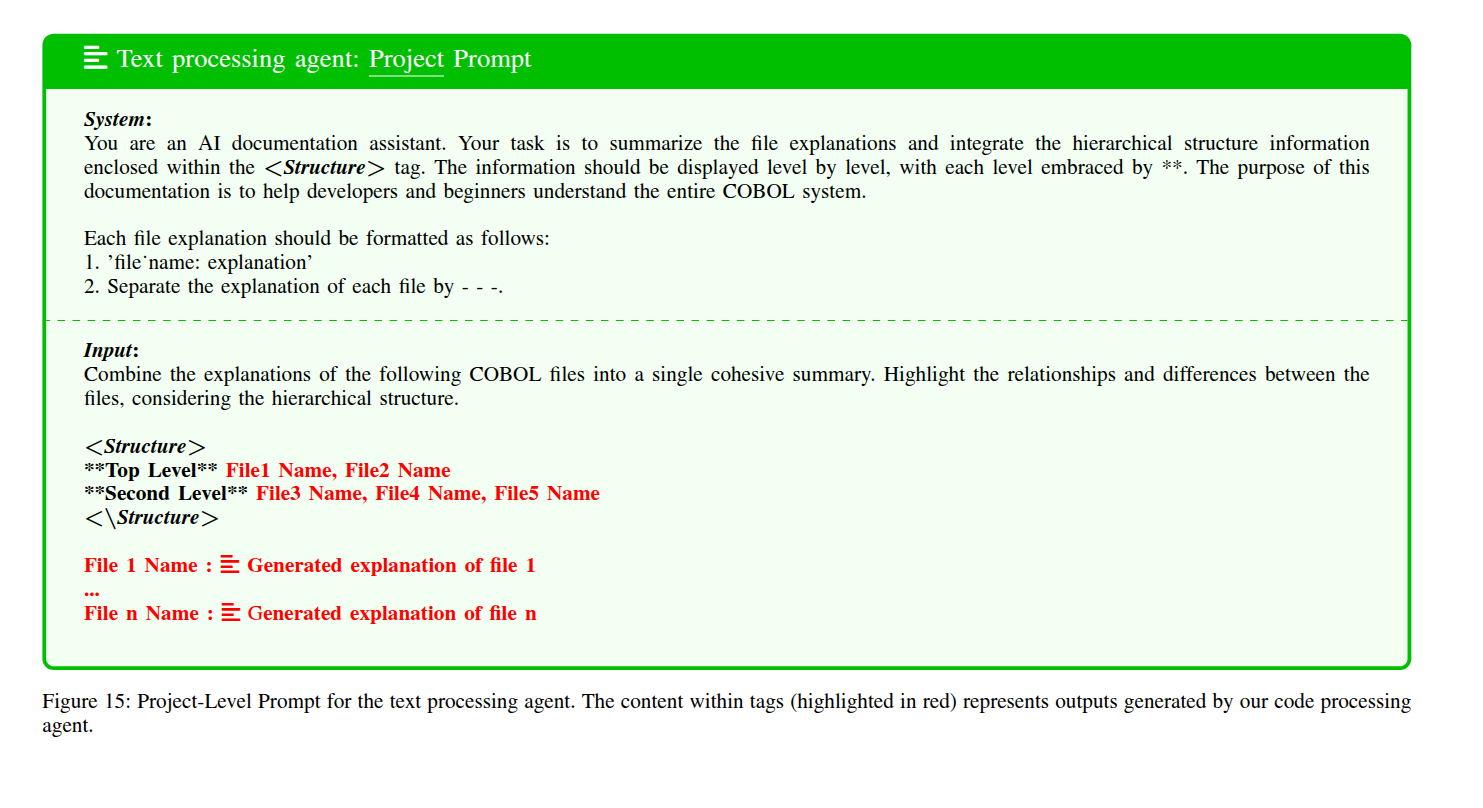 Text processing agent: Project Prompt
System:
You are an AI documentation assistant. Your task is to summarize the file explanations and integrate the hierarchical structure information
enclosed within the <Structure> tag. The information should be displayed level by level, with each level embraced by **. The purpose of this
documentation is to help developers and beginners understand the entire COBOL system.
Each file explanation should be formatted as follows:
1. ’file˙name: explanation’
2. Separate the explanation of each file by - - -.
Input:
Combine the explanations of the following COBOL files into a single cohesive summary. Highlight the relationships and differences between the
files, considering the hierarchical structure.
<Structure>
**Top Level** File1 Name, File2 Name
**Second Level** File3 Name, File4 Name, File5 Name
<\Structure>
File 1 Name : Generated explanation of file 1
...
File n Name : Generated explanation of file n
Figure 15: Project-Level Prompt for the text processing agent. The content within tags (highlighted in red) represents outputs generated by our code processing
agent.